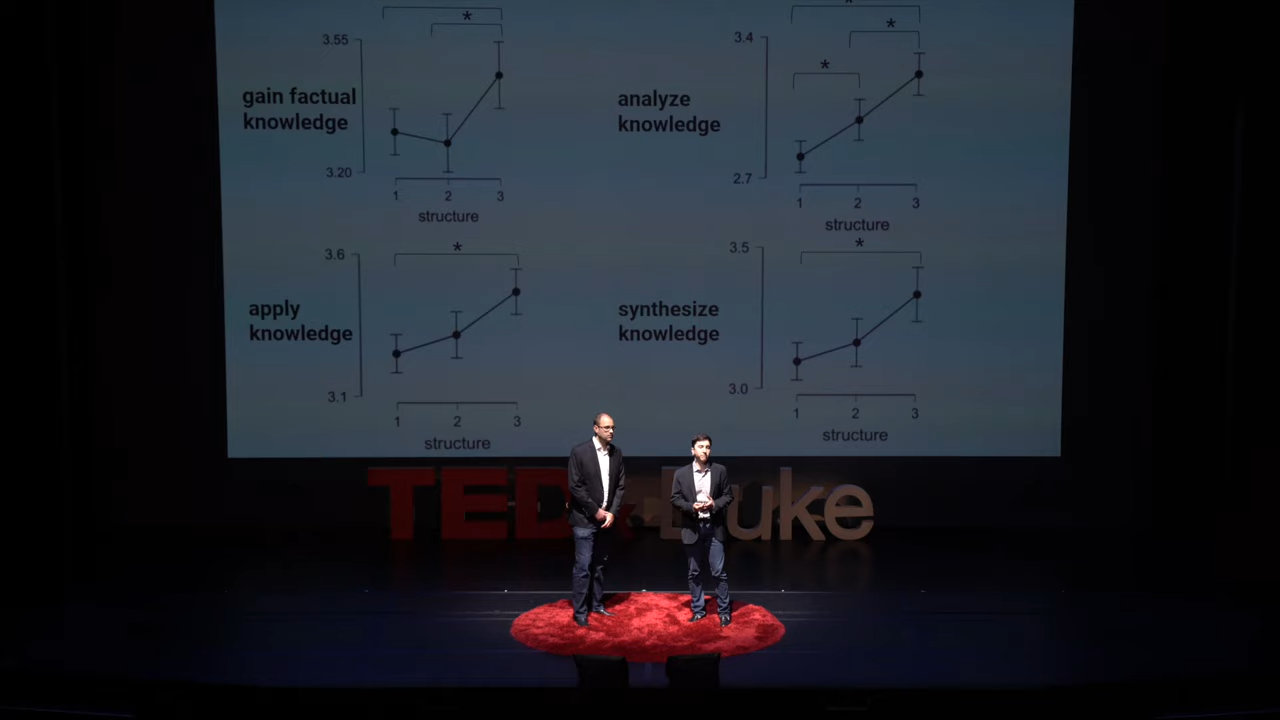 *
3.55
gain factual
knowledge
3.20
1 2 3
structure
*
3.4
*
*
analyze
knowledge
2.7
1 2 3
structure
3.6
*
apply
knowledge
3.1
1 2 3
structure
3.5
*
synthesize
knowledge
3.0
1 2 3
structure
TEDxDuke